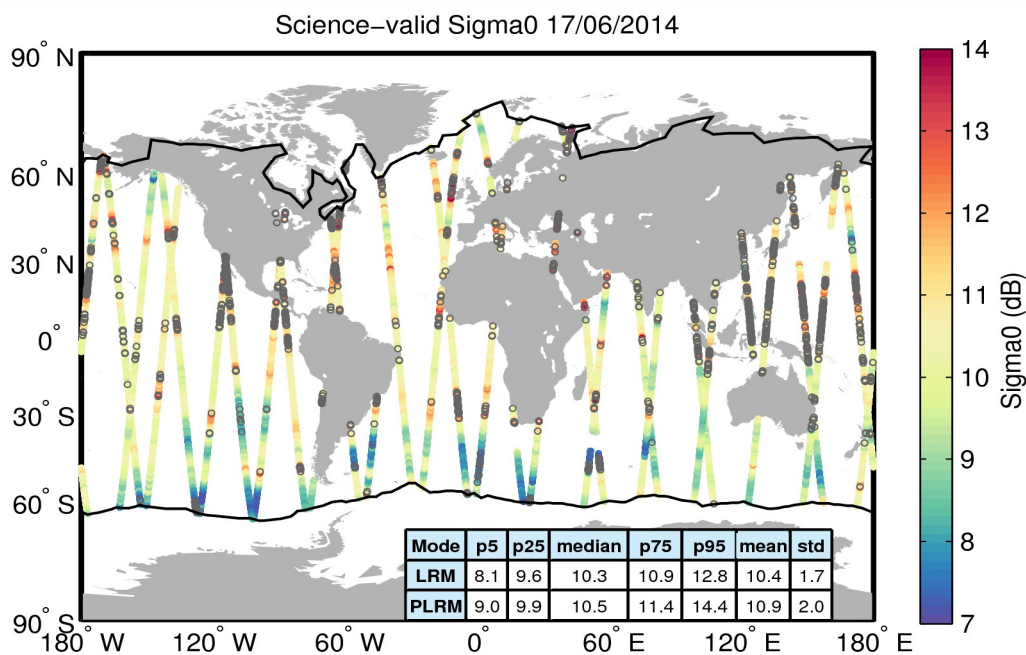 Science−valid Sigma0 17/06/2014
90° N
60° N
30° N
0°
30° S
60° S
90° S
180° W
120° W
60° W
0°
60° E
120° E
180° E
Mode p5 p25 median p75 p95 mean std
LRM 8.1 9.6 10.3 10.9 12.8 10.4 1.7
PLRM 9.0 9.9 10.5 11.4 14.4 10.9 2.0
14
13
12
11
10
9
8
7
Sigma0 (dB)